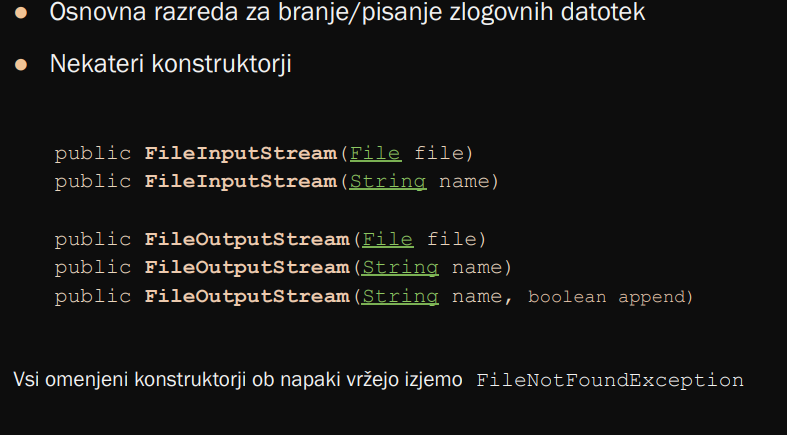 ● Osnovna razreda za branje/pisanje zlogovnih datotek
● Nekateri konstruktorji
public FileInputStream(File file)
public FileInputStream(String name)
public FileOutputStream(File file)
public FileOutputStream(String name)
public FileOutputStream(String name, boolean append)
Vsi omenjeni konstruktorji ob napaki vržejo izjemo FileNotFoundException